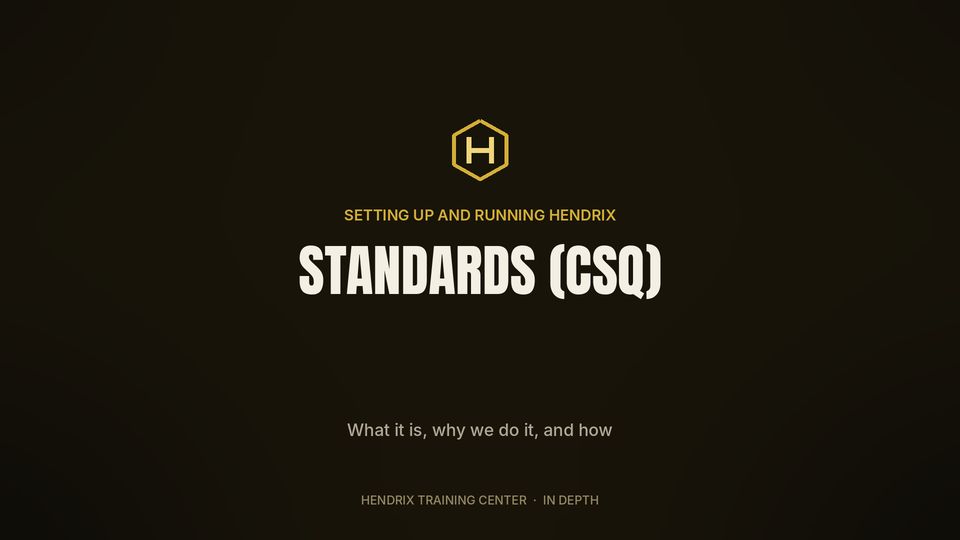 H
SETTING UP AND RUNNING HENDRIX
STANDARDS (CSQ)
What it is, why we do it, and how
HENDRIX TRAINING CENTER · IN DEPTH